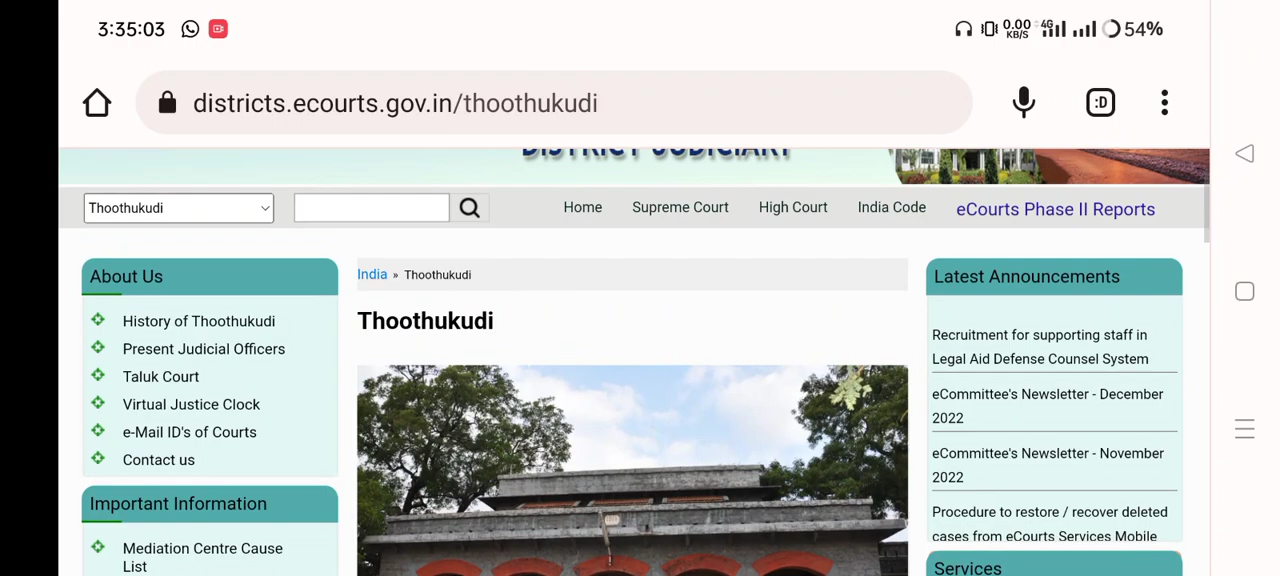 3:35:03
0.00 KB/S 4G 54%
districts.ecourts.gov.in/thoothukudi
:D
DISTRICT JUDICIARY
Thoothukudi
Home Supreme Court High Court India Code eCourts Phase II Reports
About Us
History of Thoothukudi
Present Judicial Officers
Taluk Court
Virtual Justice Clock
e-Mail ID's of Courts
Contact us
Important Information
Mediation Centre Cause
List
India » Thoothukudi
Thoothukudi
Latest Announcements
Recruitment for supporting staff in
Legal Aid Defense Counsel System
eCommittee's Newsletter - December
2022
eCommittee's Newsletter - November
2022
Procedure to restore / recover deleted
cases from eCourts Services Mobile
Services